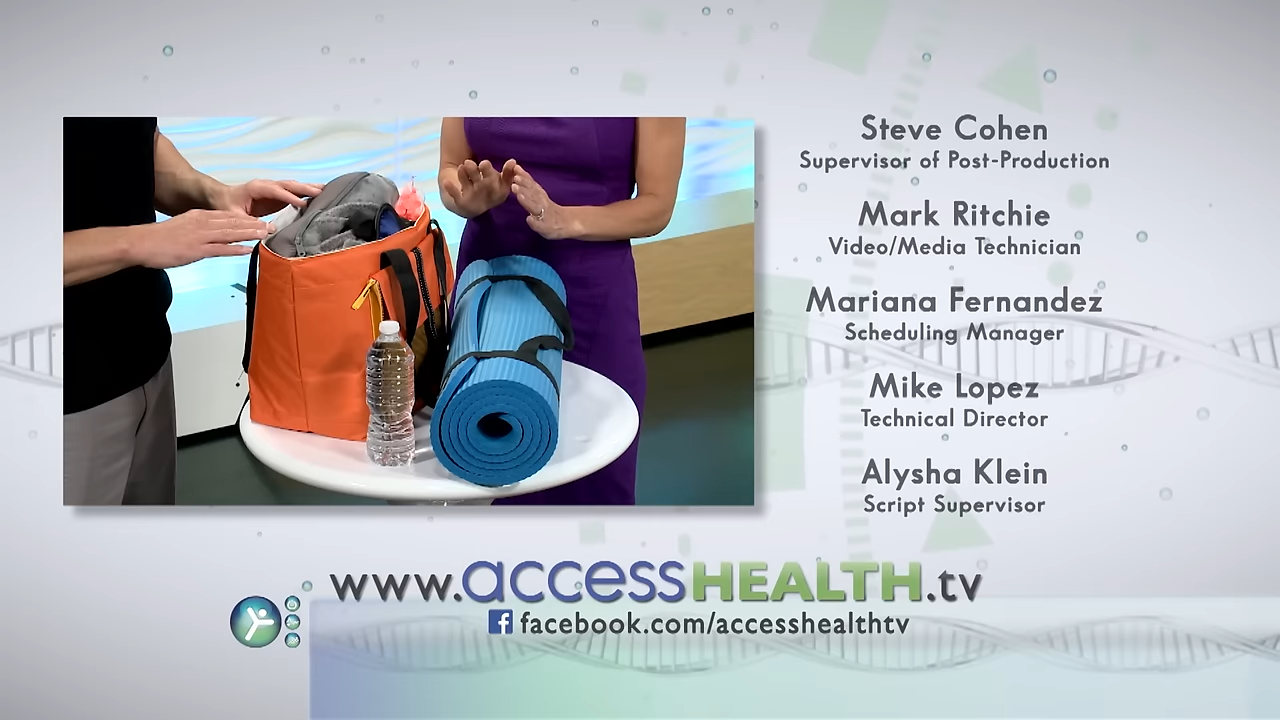 Steve Cohen
Supervisor of Post-Production
Mark Ritchie
Video/Media Technician
Mariana Fernandez
Scheduling Manager
Mike Lopez
Technical Director
Alysha Klein
Script Supervisor
www.accessHEALTH.tv
facebook.com/accesshealthtv